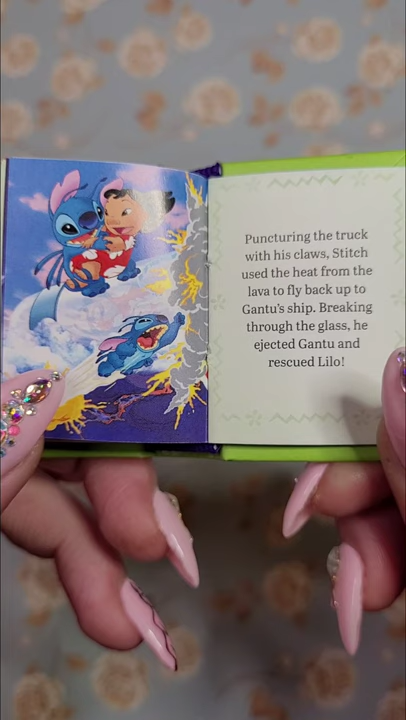 Puncturing the truck
with his claws, Stitch
used the heat from the
lava to fly back up to
Gantu's ship. Breaking
through the glass, he
ejected Gantu and
rescued Lilo!